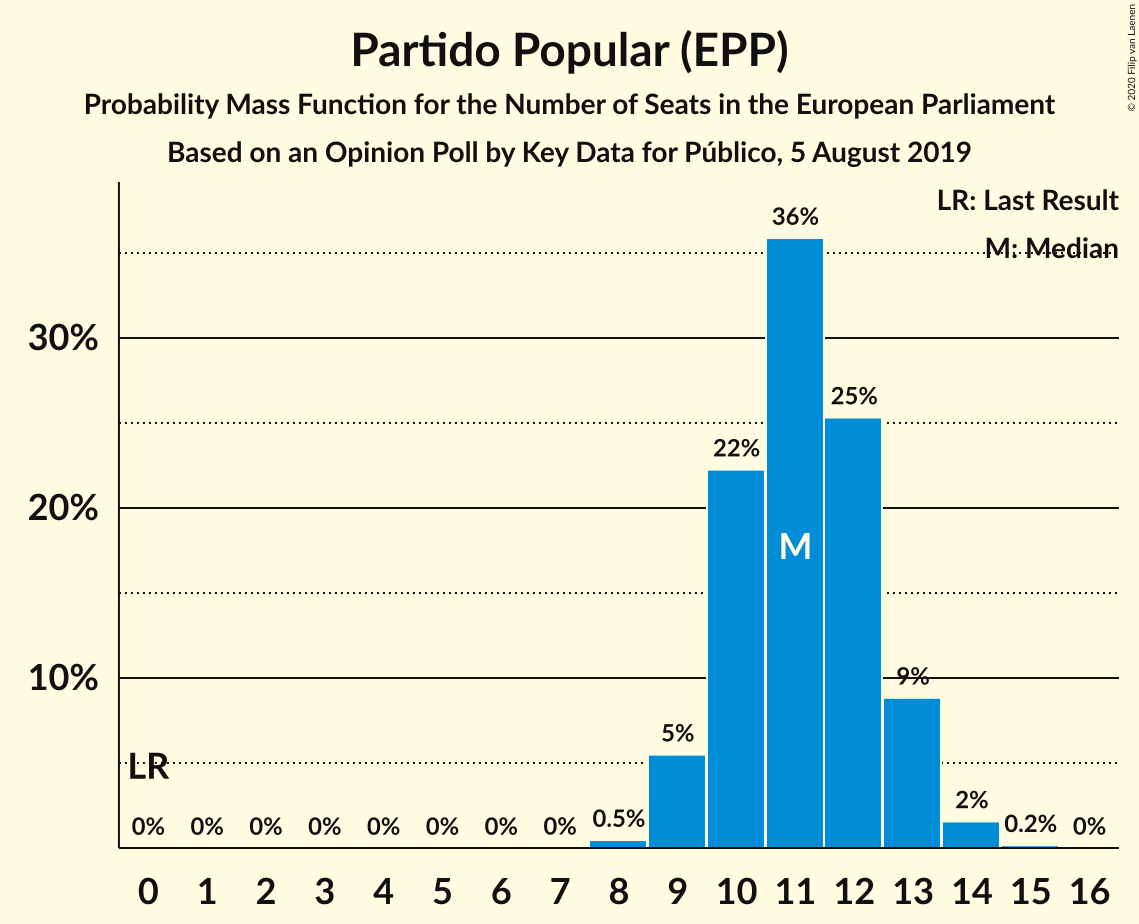 Partido Popular (EPP)
Probability Mass Function for the Number of Seats in the European Parliament
Based on an Opinion Poll by Key Data for Público, 5 August 2019
© 2020 Filip van Laenen
LR: Last Result
M: Median
36%
30%
25%
22%
20%
M
10%
9%
5%
LR
2%
0% 0% 0% 0% 0% 0% 0% 0% 0.5% 0.2% 0%
0 1 2 3 4 5 6 7 8 9 10 11 12 13 14 15 16